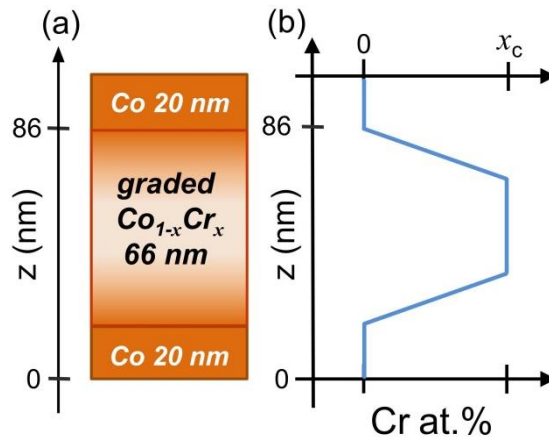 (a)
z (nm)
86
0
Co 20 nm
graded
Co1-xCrx
66 nm
Co 20 nm
(b)
0
xc
z (nm)
86
0
Cr at.%